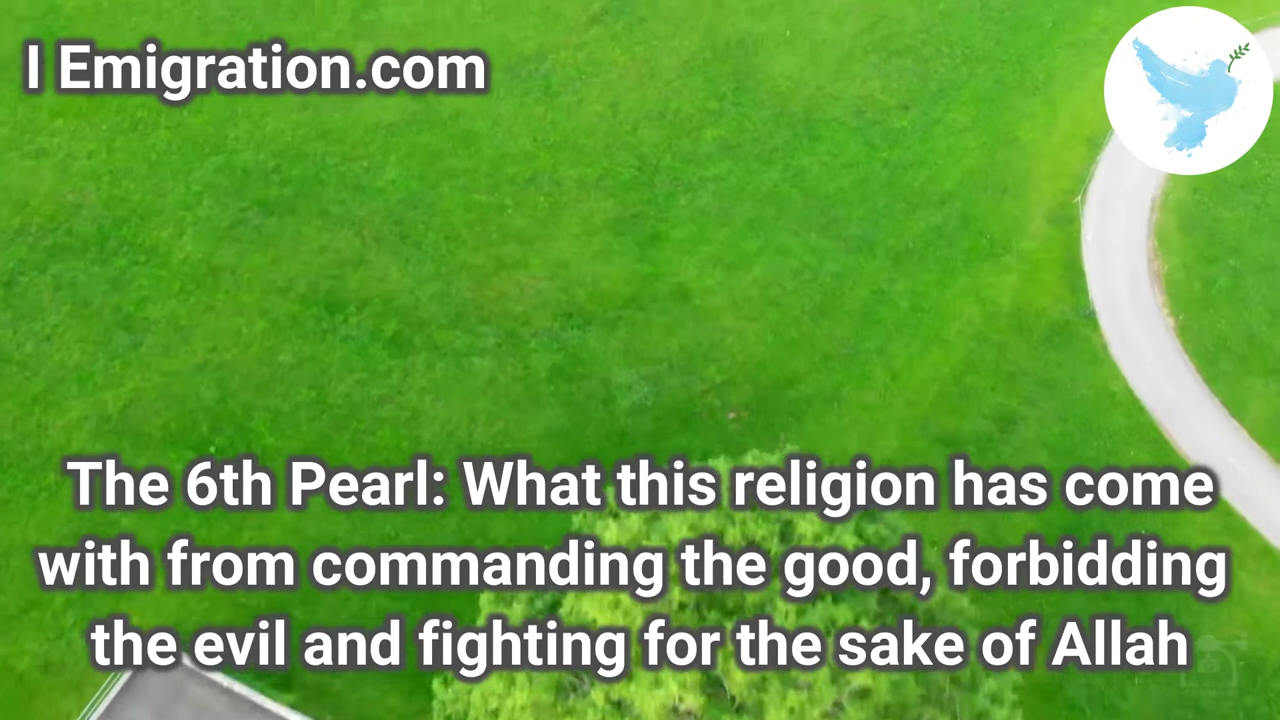 I Emigration.com
The 6th Pearl: What this religion has come
with from commanding the good, forbidding
the evil and fighting for the sake of Allah